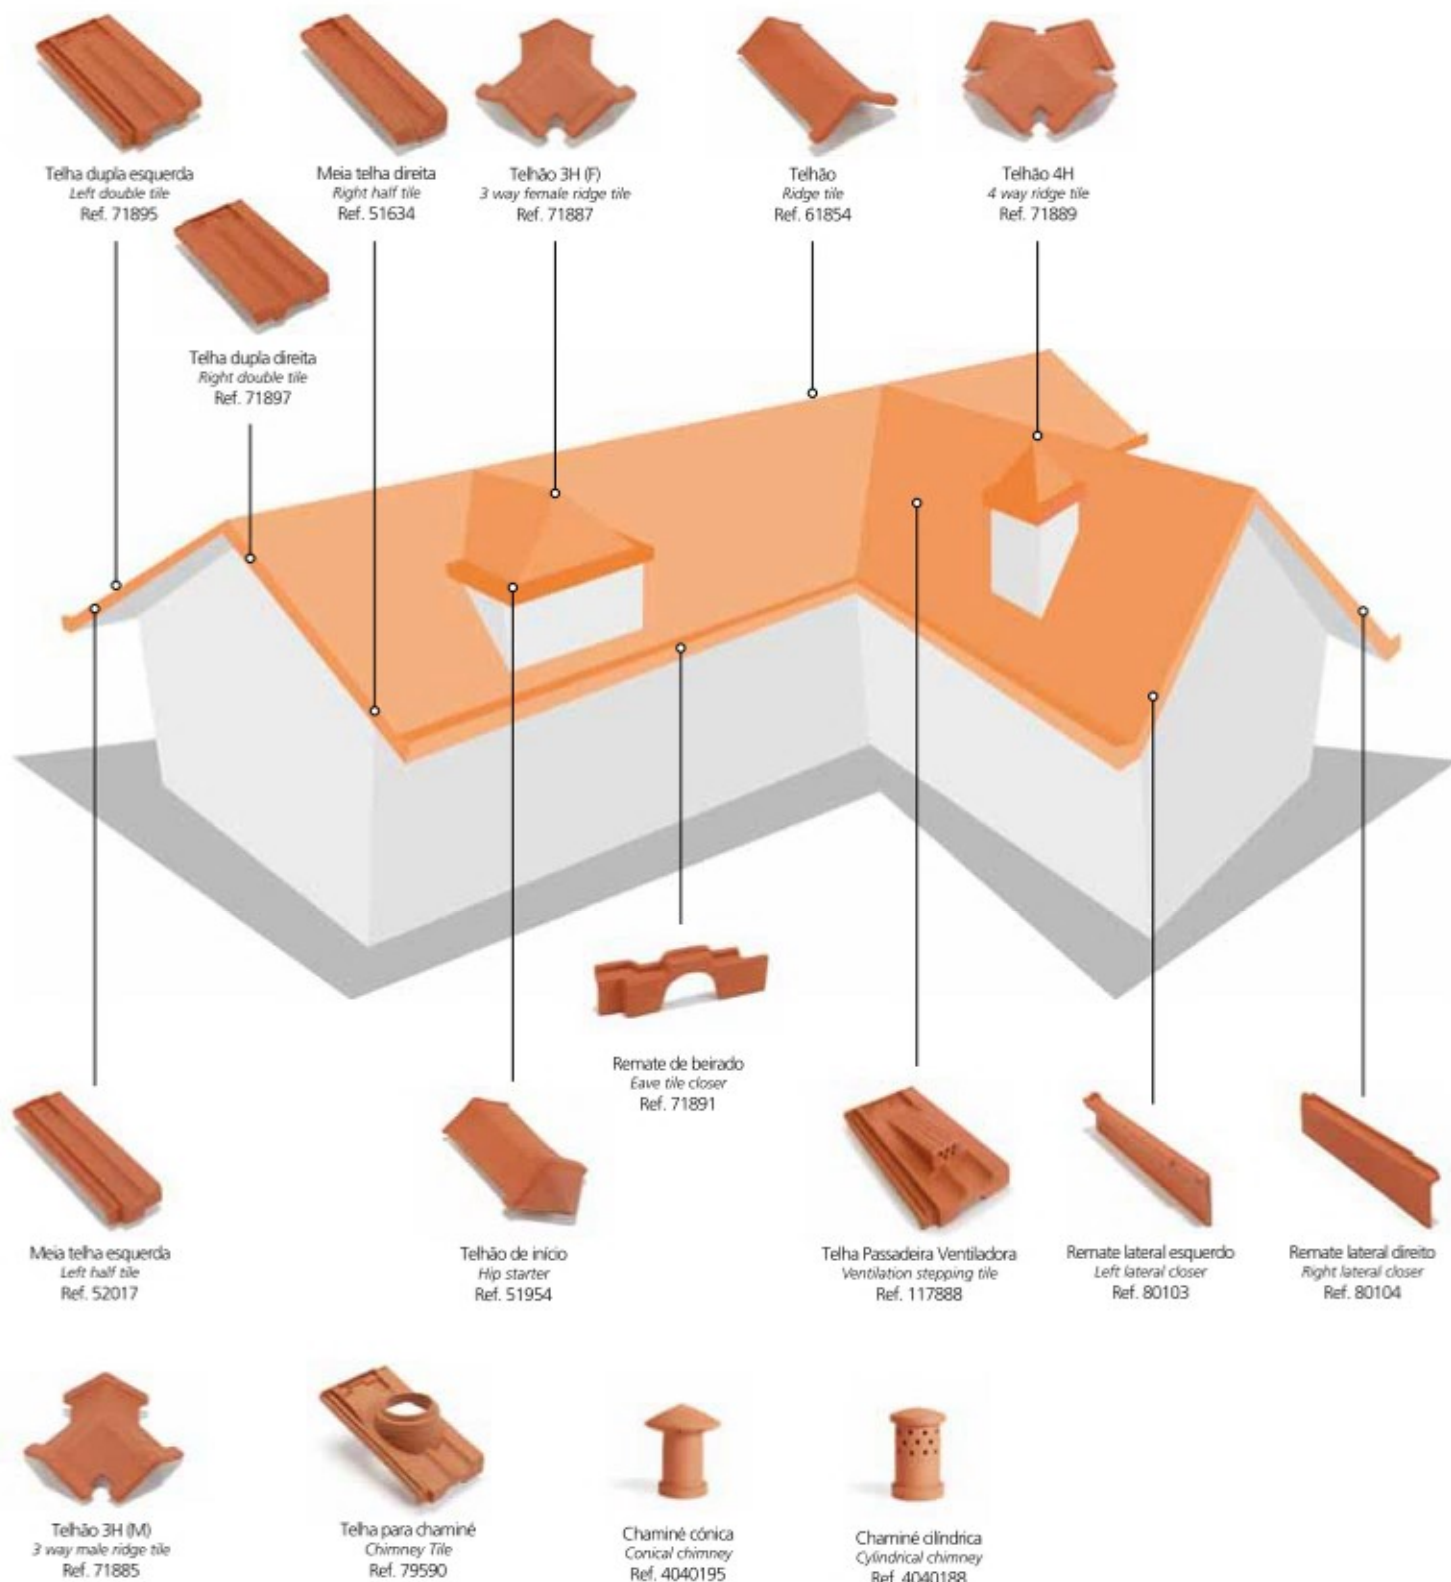 Telha dupla esquerda
Left double tile
Ref. 71895
Meia telha direita
Right half tile
Ref. 51634
Telhão 3H (F)
3 way female ridge tile
Ref. 71887
Telhão
Ridge tile
Ref. 61854
Telhão 4H
4 way ridge tile
Ref. 71889
Telha dupla direita
Right double tile
Ref. 71897
Remate de beirado
Eave tile closer
Ref. 71891
Meia telha esquerda
Left half tile
Ref. 52017
Telhão de início
Hip starter
Ref. 51954
Telha Passadeira Ventiladora
Ventilation stepping tile
Ref. 117888
Remate lateral esquerdo
Left lateral closer
Ref. 80103
Remate lateral direito
Right lateral closer
Ref. 80104
Telhão 3H (M)
3 way male ridge tile
Ref. 71885
Telha para chaminé
Chimney Tile
Ref. 79590
Chaminé cónica
Conical chimney
Ref. 4040195
Chaminé cilíndrica
Cylindrical chimney
Ref. 4040188